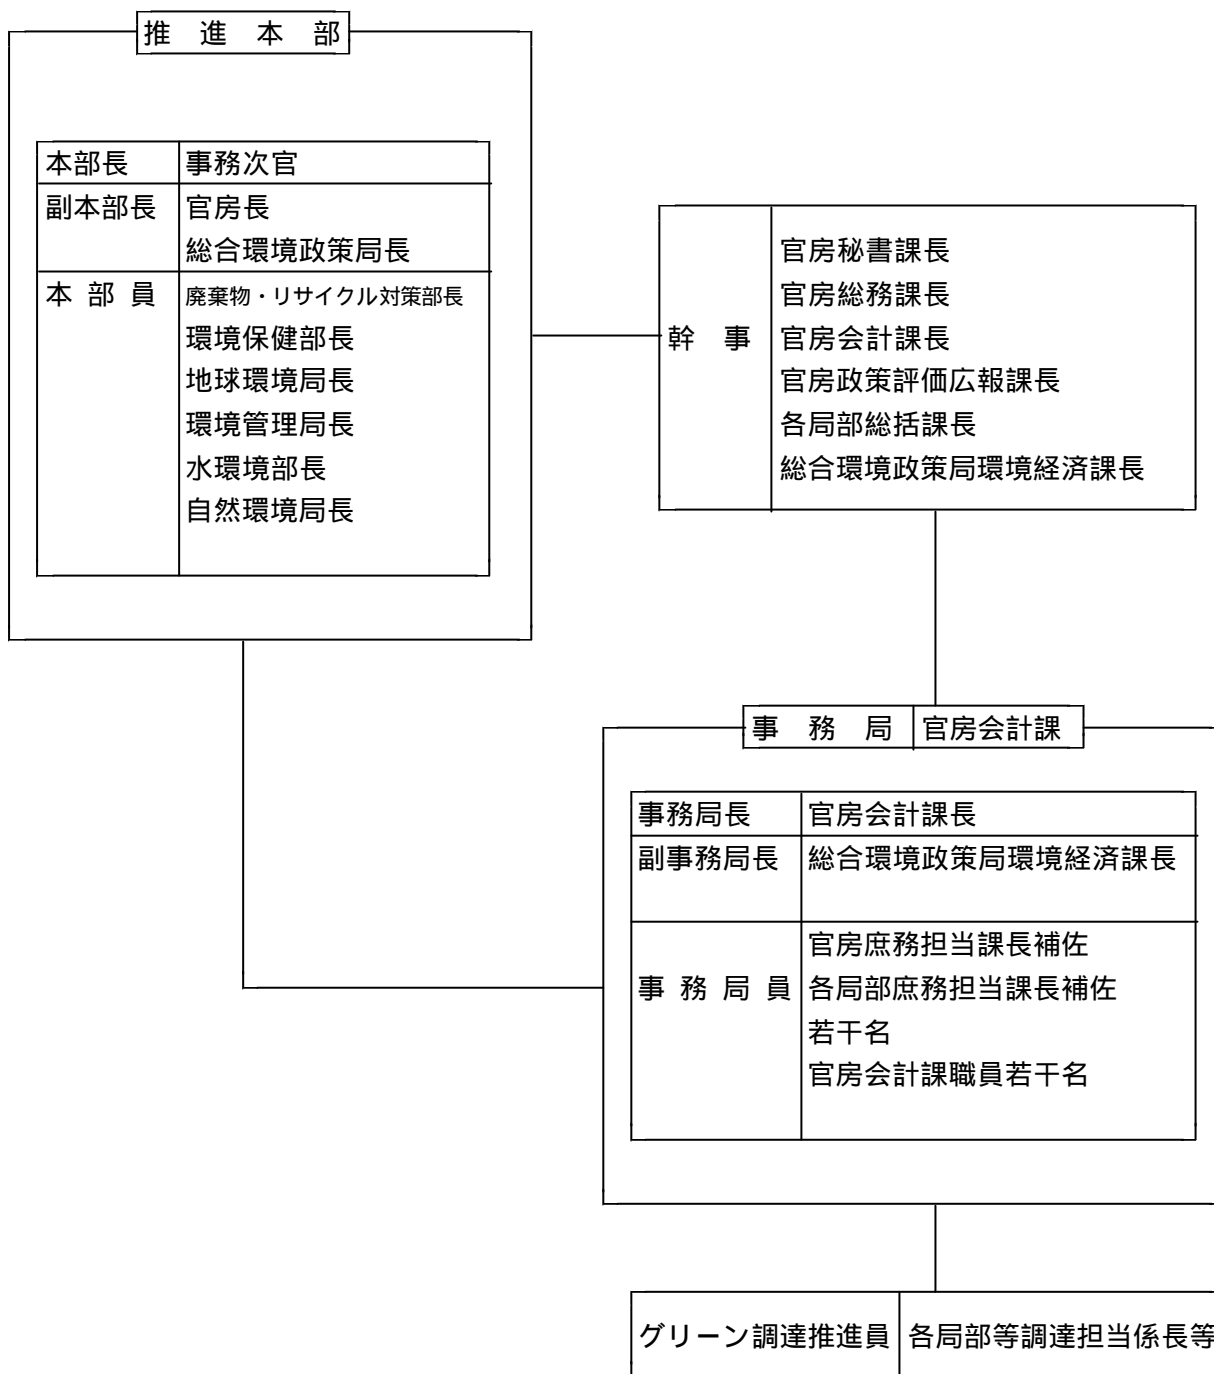 推 進 本 部
本部長 事務次官
副本部長 官房長
総合環境政策局長
本 部 員 廃棄物・リサイクル対策部長
環境保健部長
地球環境局長
環境管理局長
水環境部長
自然環境局長
官房秘書課長
官房総務課長
幹 事 官房会計課長
官房政策評価広報課長
各局部総括課長
総合環境政策局環境経済課長
事 務 局 官房会計課
事務局長 官房会計課長
副事務局長 総合環境政策局環境経済課長
官房庶務担当課長補佐
事 務 局 員 各局部庶務担当課長補佐
若干名
官房会計課職員若干名
グリーン調達推進員 各局部等調達担当係長等